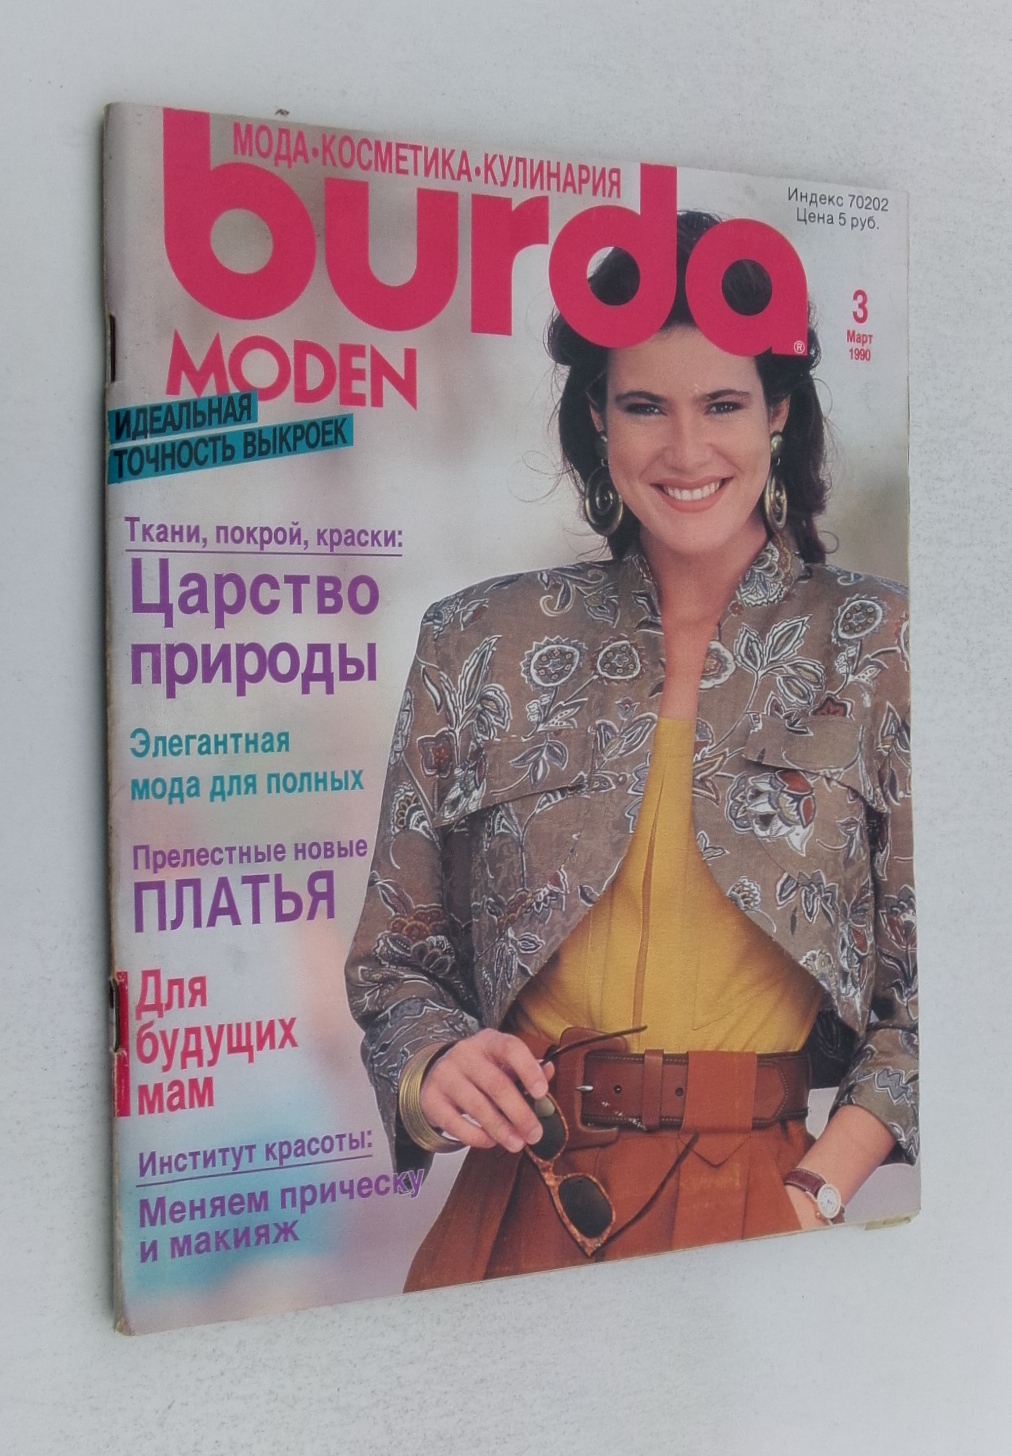 МОДА•КОСМЕТИКА•КУЛИНАРИЯ
burda
MODEN
Индекс 70202
Цена 5 руб.
3
Март
1990
ИДЕАЛЬНАЯ
ТОЧНОСТЬ ВЫКРОЕК
Ткани, покрой, краски:
Царство
природы
Элегантная
мода для полных
Прелестные новые
ПЛАТЬЯ
Для
будущих
мам
Институт красоты:
Меняем прическу
и макияж